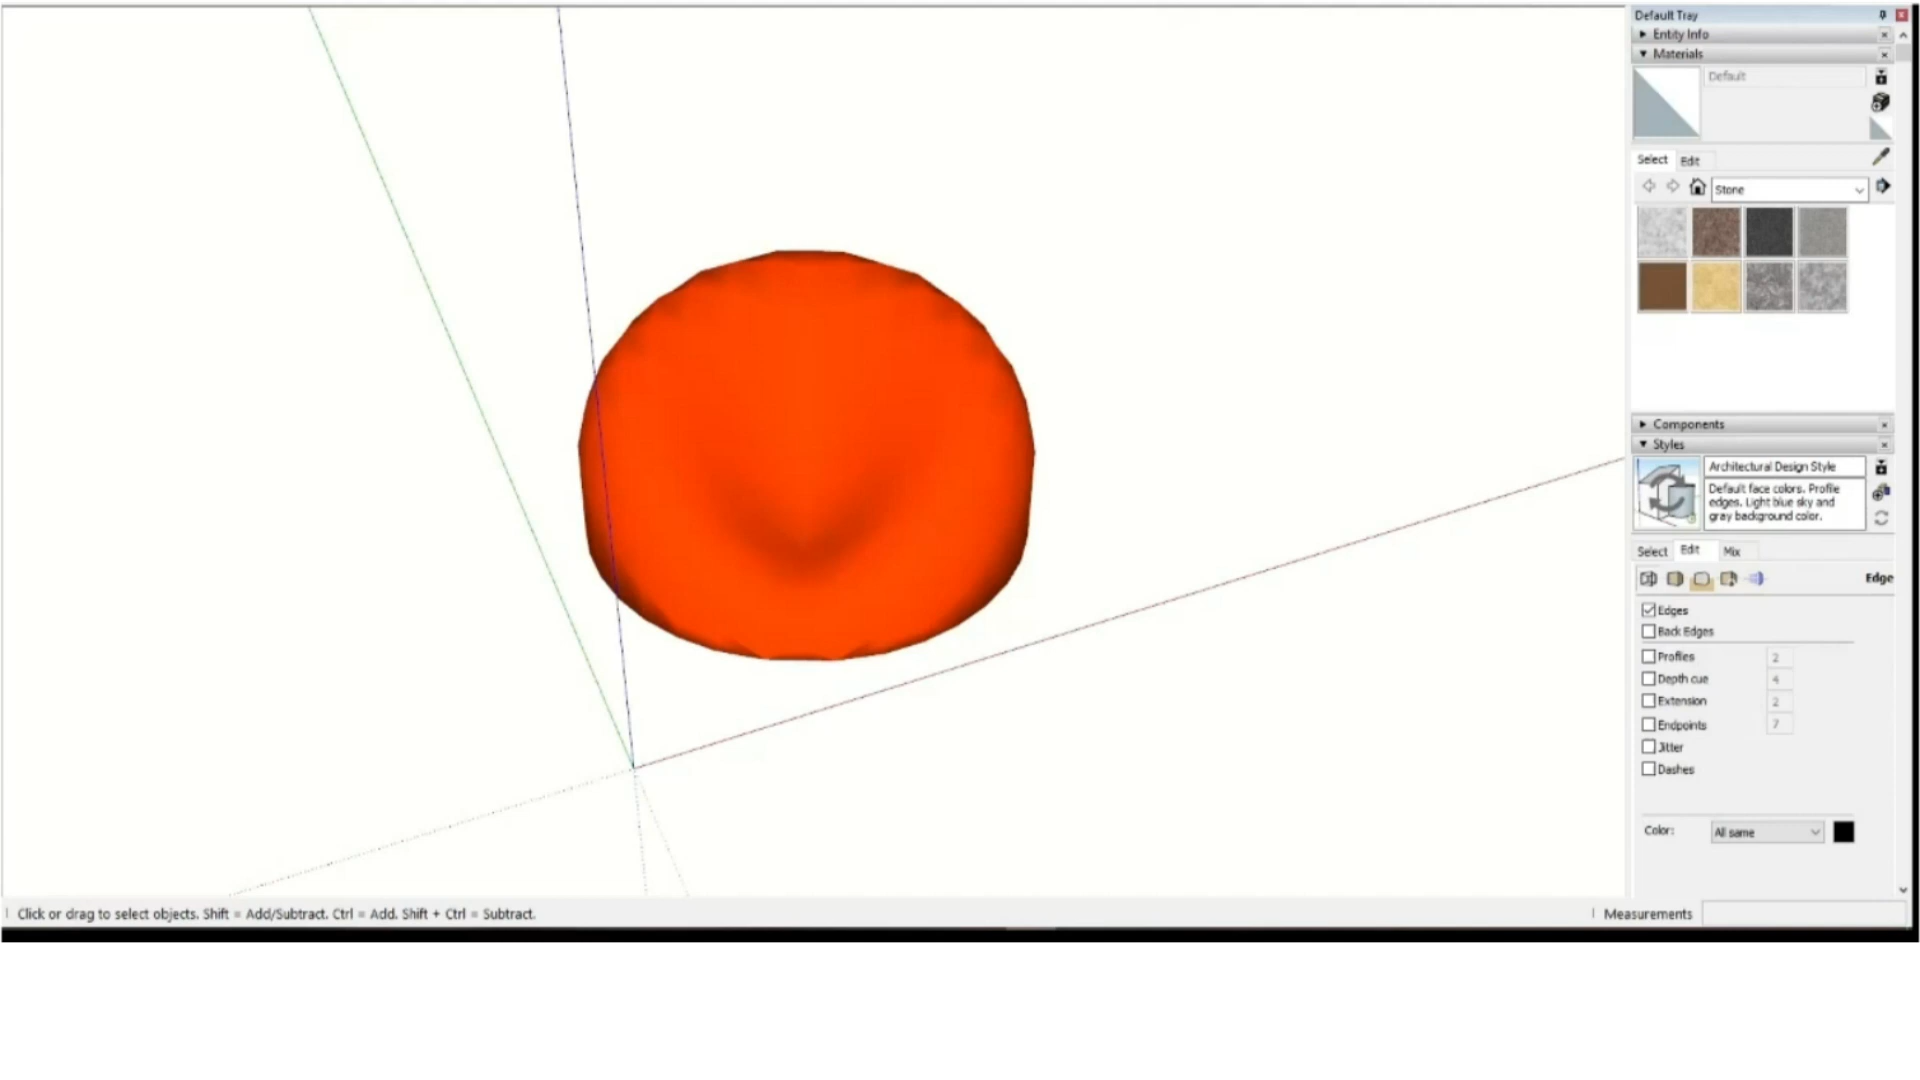 Default Tray
Entity Info
Materials
Default
Select Edit
Stone
Components
Styles
Architectural Design Style
Default face colors. Profile
edges. Light blue sky and
gray background color.
Select Edit Mix
Edge
Edges
Back Edges
Profiles 2
Depth cue 4
Extension 2
Endpoints 7
Jitter
Dashes
Color: All same
Click or drag to select objects. Shift = Add/Subtract. Ctrl = Add. Shift + Ctrl = Subtract.
Measurements